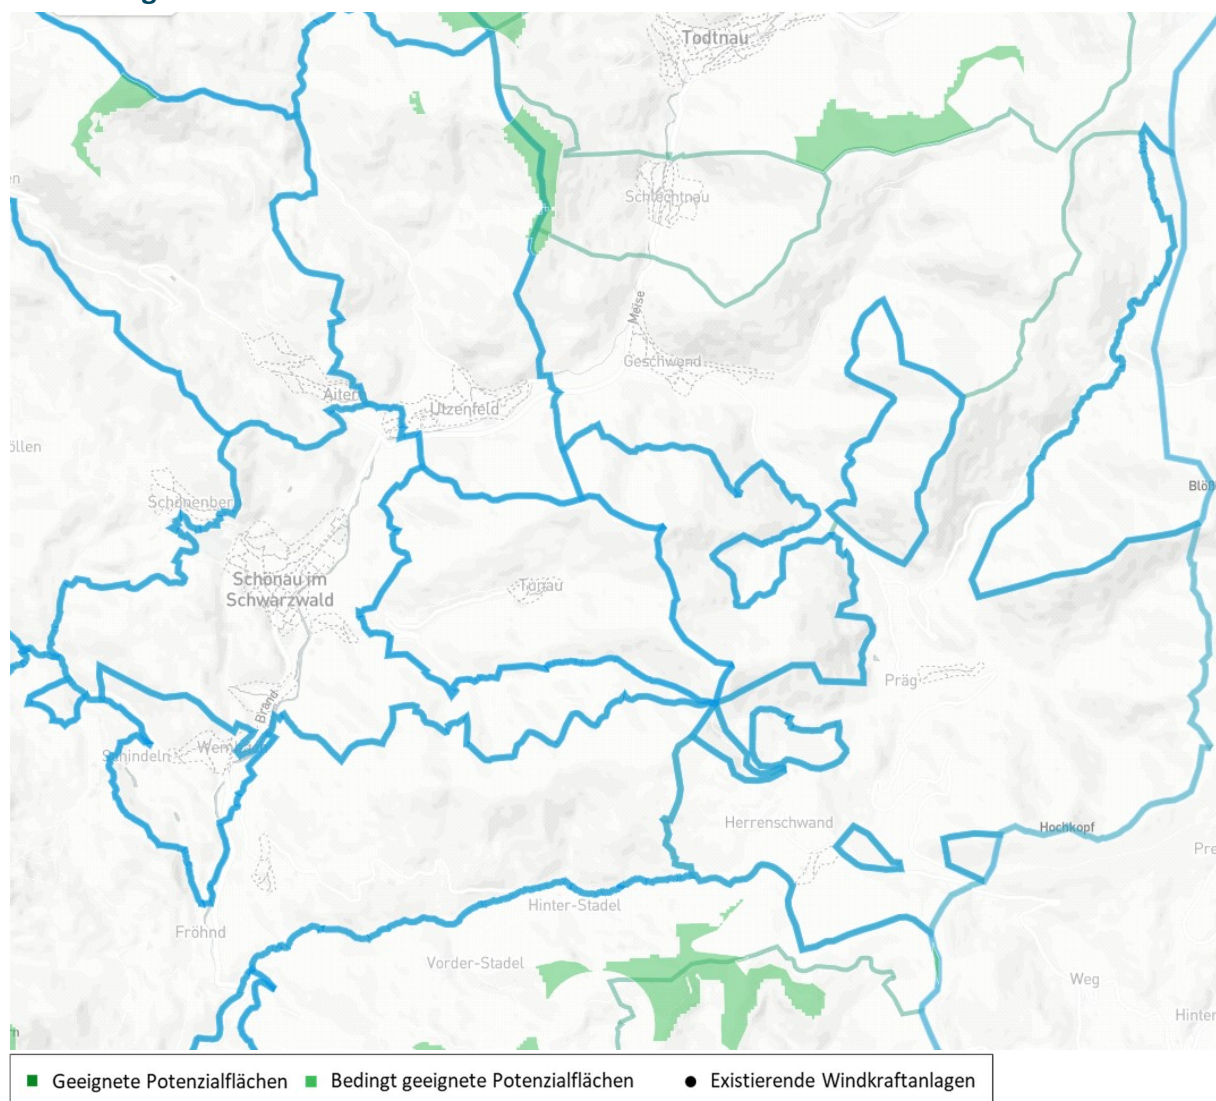 Todtnau
Schlechtnau
Meise
Geschwend
Aitern
Utzenfeld
Schönenberg
Blöß
Schönau im
Schwarzwald
Tunau
Präg
Brand
Schindeln
Wembach
Herrenschwand
Hochkopf
Pre
Hinter-Stadel
Fröhnd
Vorder-Stadel
Weg
Hinter
Geeignete Potenzialflächen
Bedingt geeignete Potenzialflächen
Existierende Windkraftanlagen